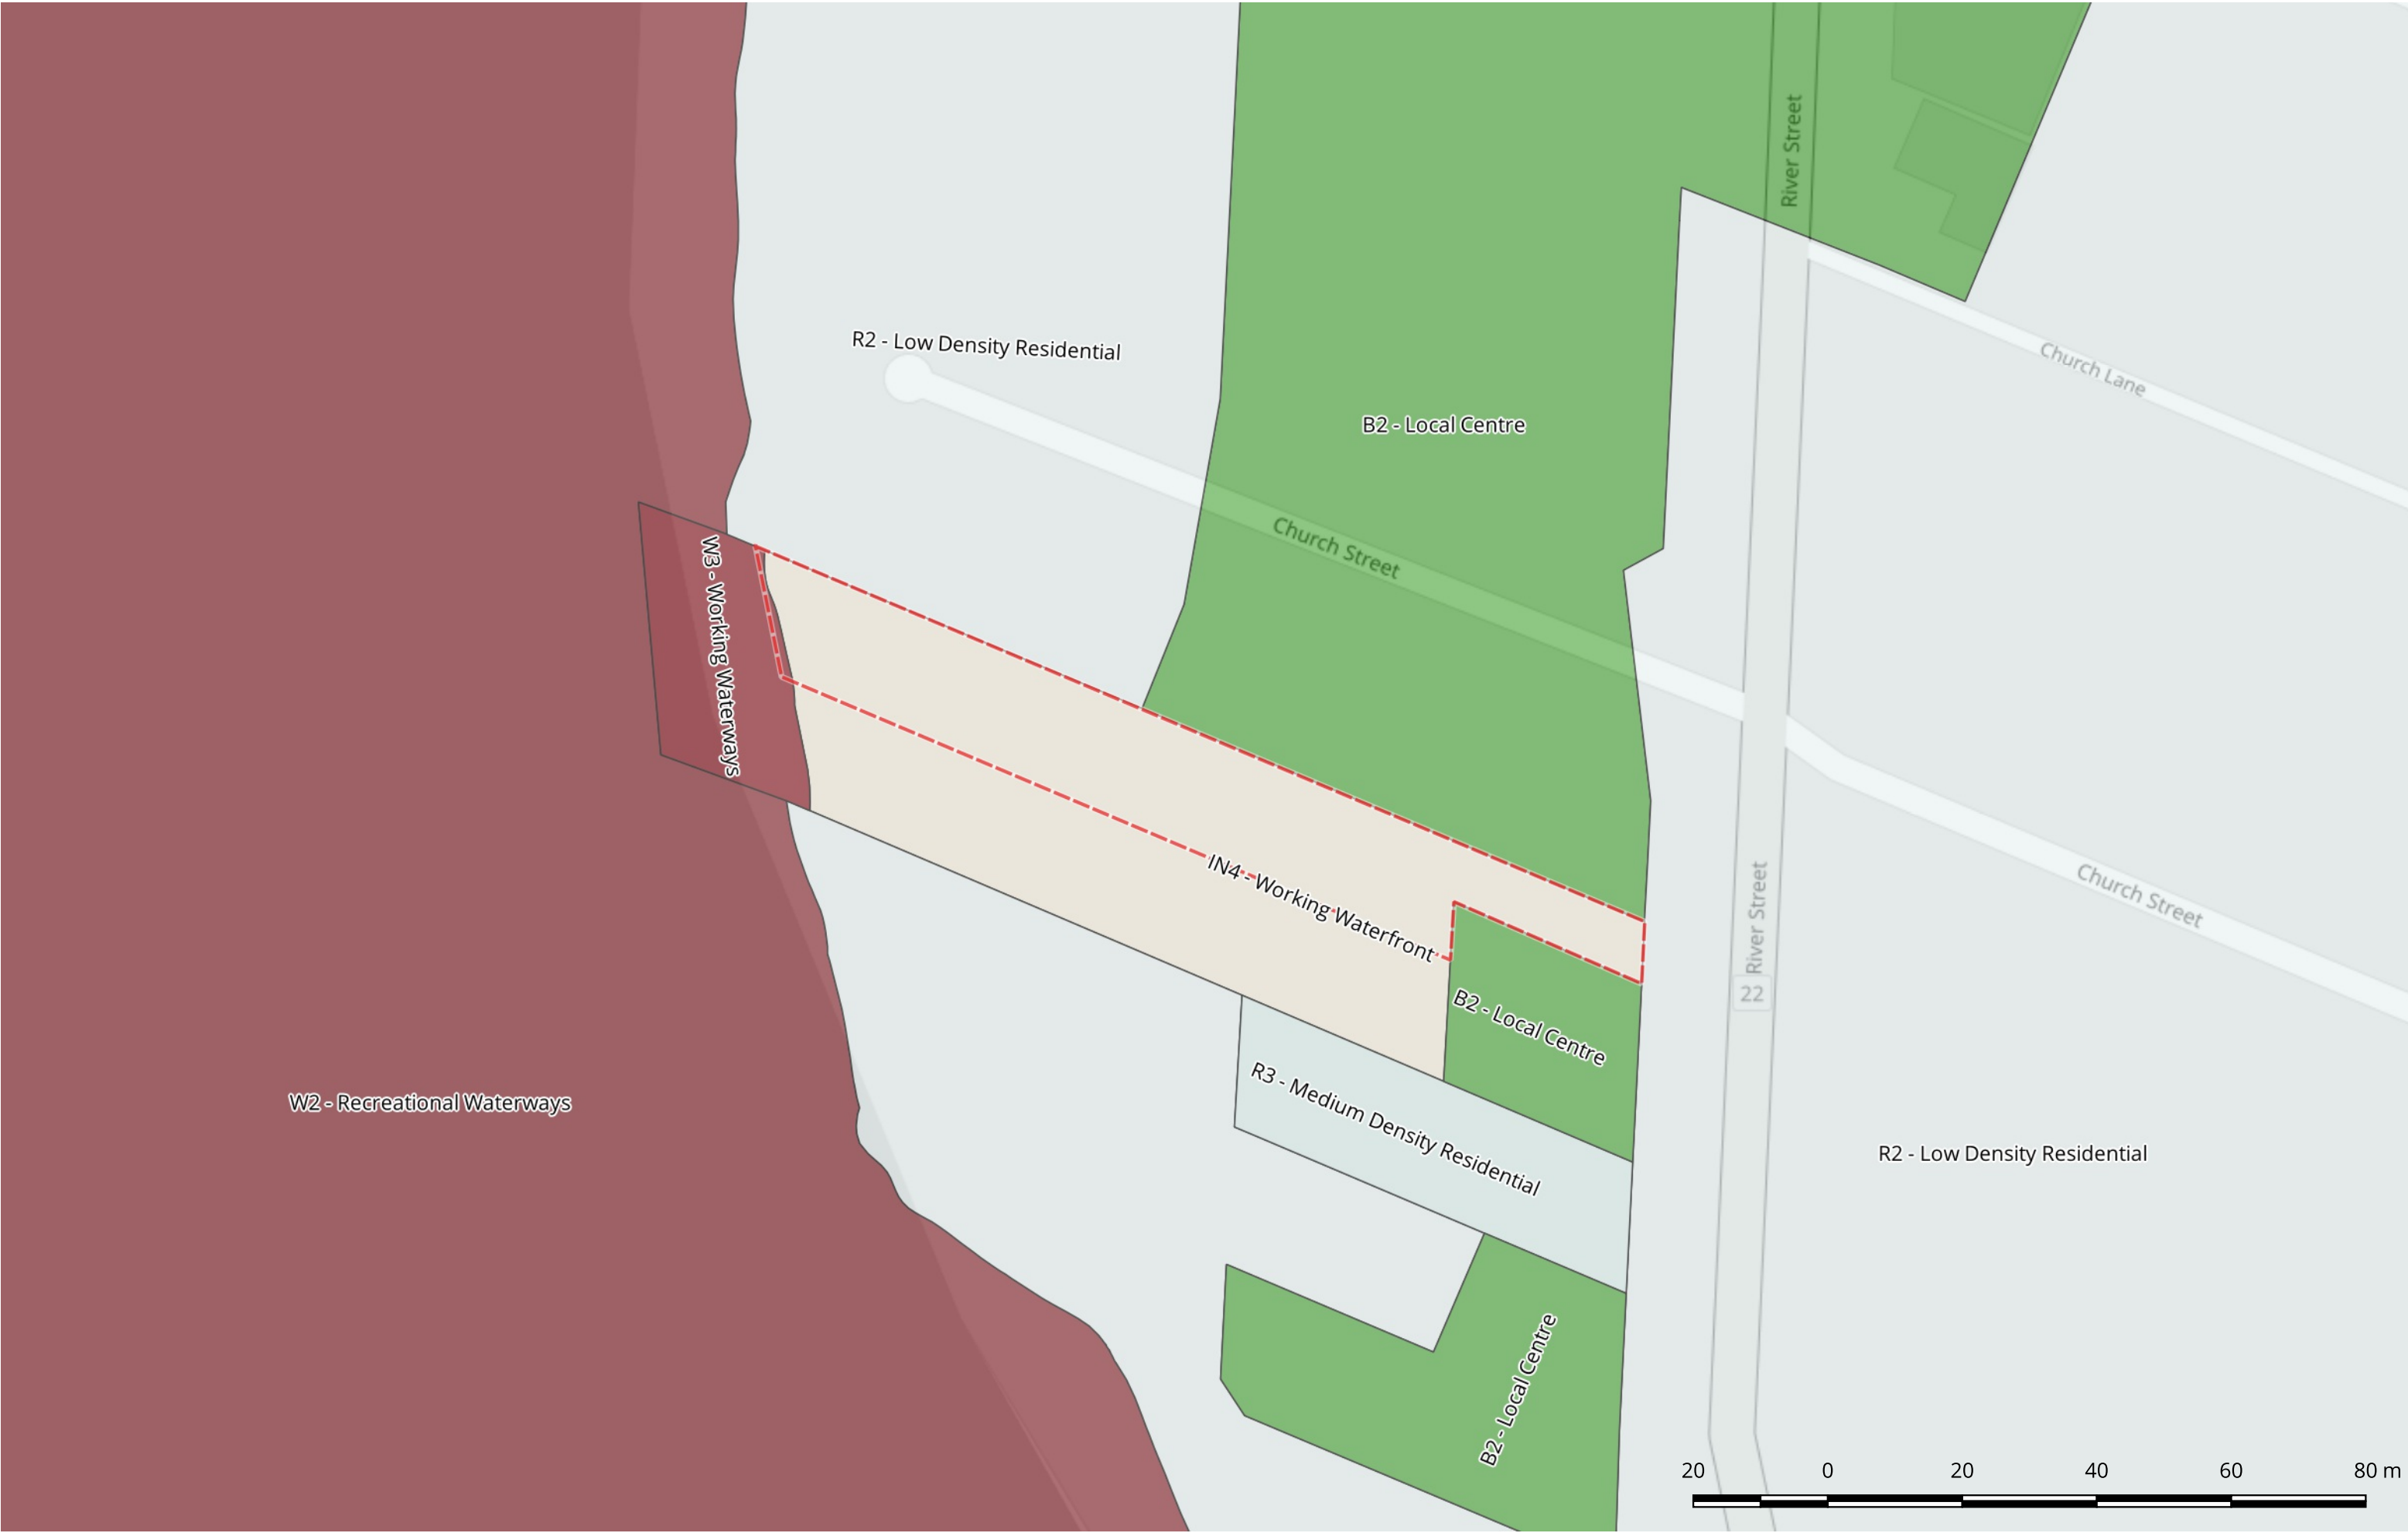 River Street
R2 - Low Density Residential
Church Lane
B2 - Local Centre
Church Street
W3 - Working Waterways
IN4 - Working Waterfront
River Street
Church Street
22
B2 - Local Centre
R3 - Medium Density Residential
W2 - Recreational Waterways
R2 - Low Density Residential
B2 - Local Centre
20 0 20 40 60 80 m